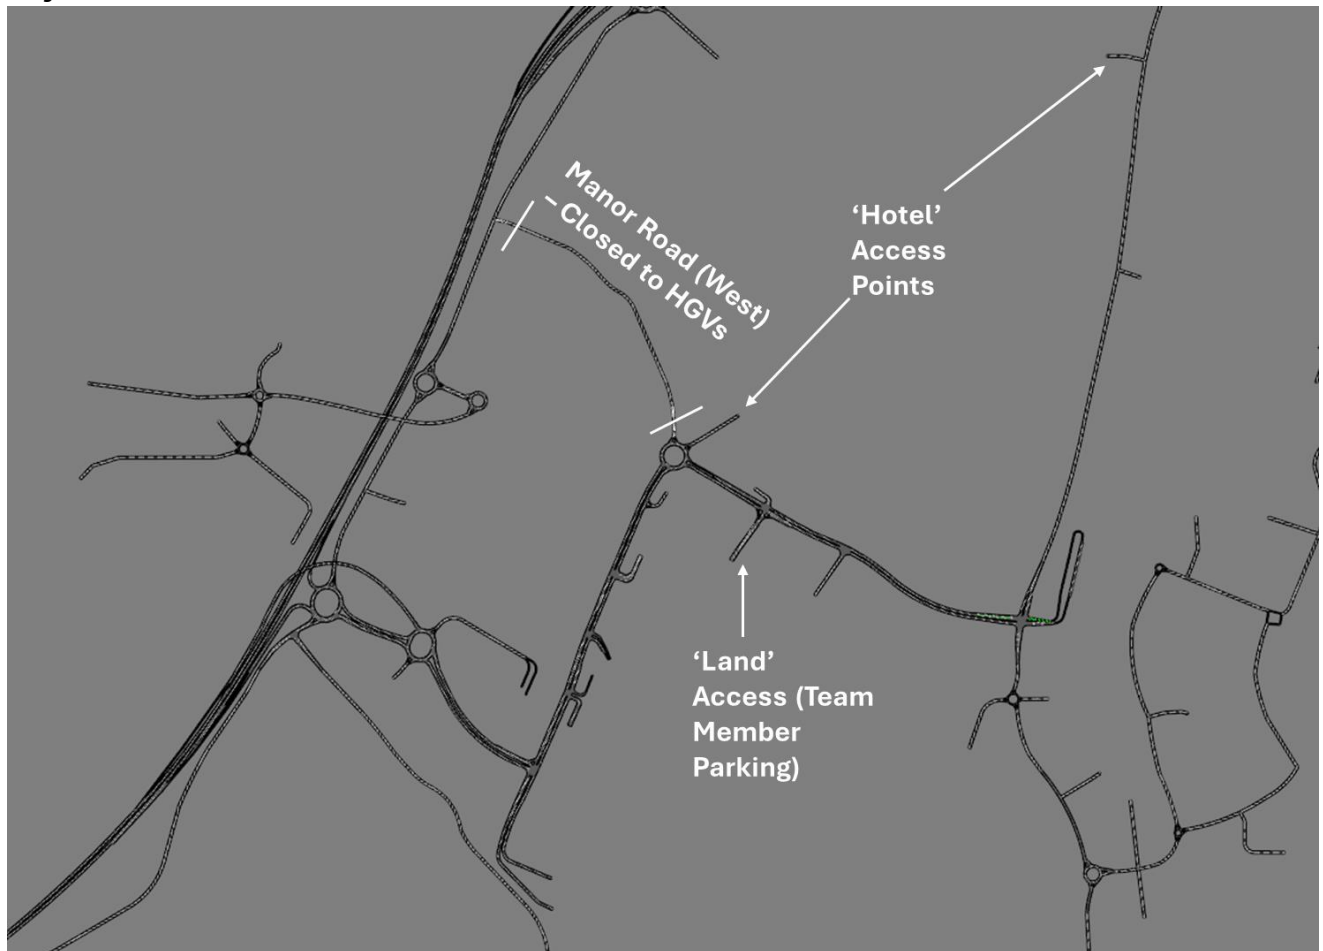 Manor Road (West)
– Closed to HGVs
‘Hotel’
Access
Points
‘Land’
Access (Team
Member
Parking)